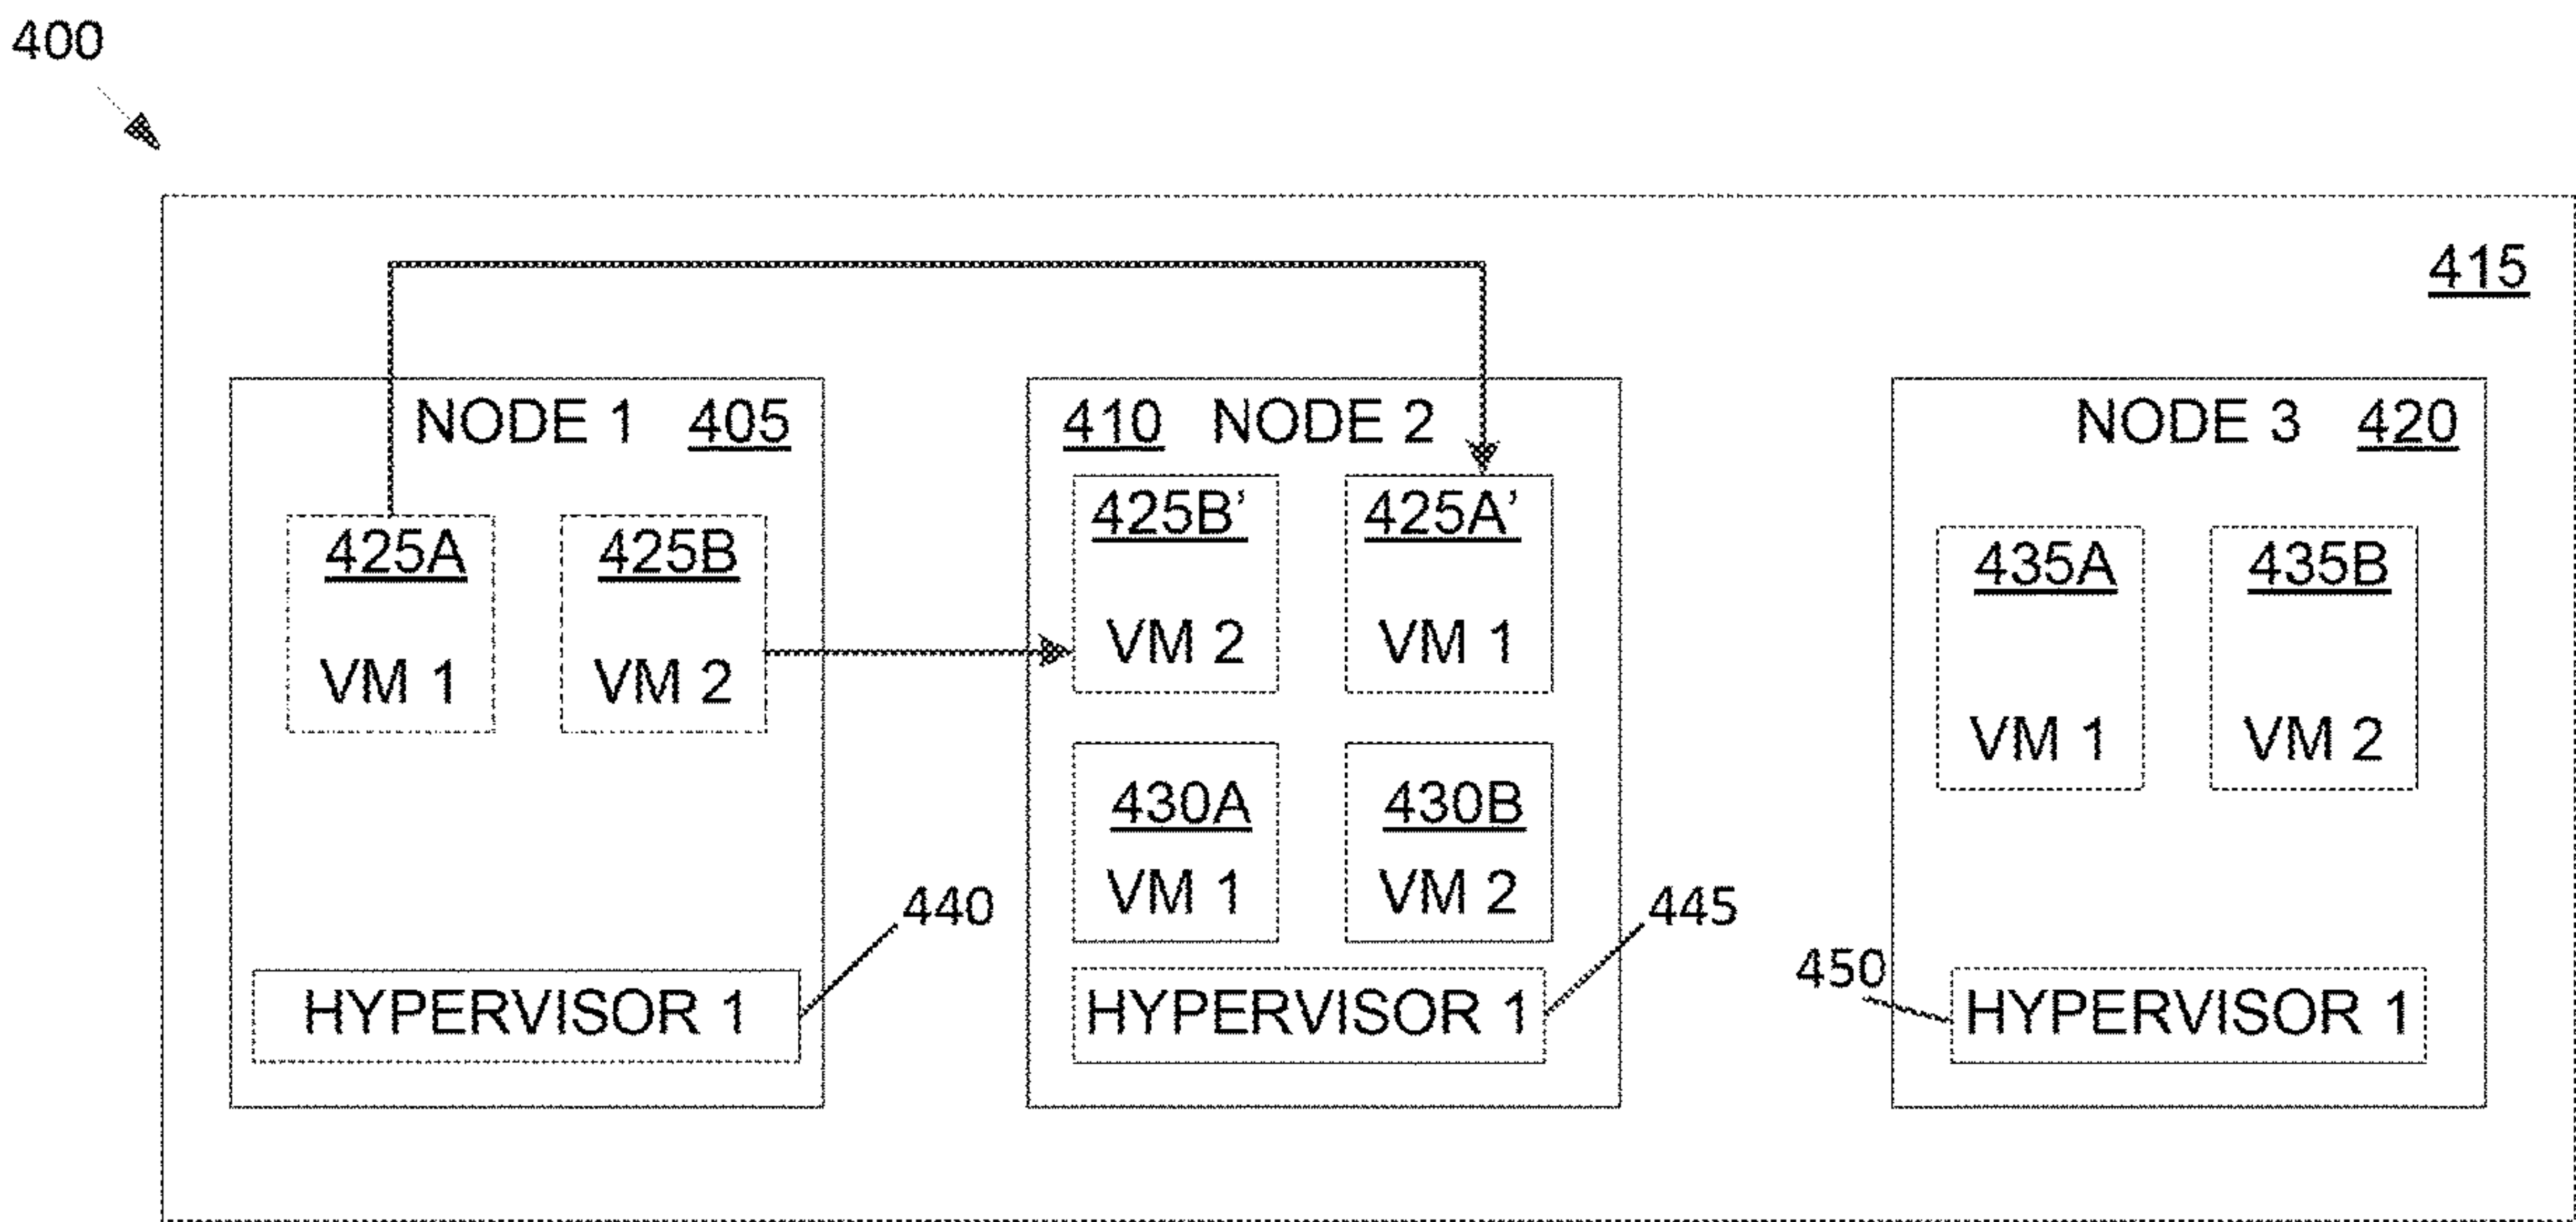 400
415
NODE 1 405
425A
VM 1
425B
VM 2
HYPERVISOR 1
440
410 NODE 2
425B’
VM 2
425A’
VM 1
430A
VM 1
430B
VM 2
HYPERVISOR 1
445
NODE 3 420
435A
VM 1
435B
VM 2
450
HYPERVISOR 1